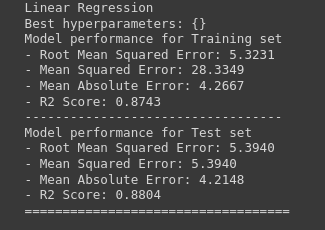 Linear Regression
Best hyperparameters: {}
Model performance for Training set
- Root Mean Squared Error: 5.3231
- Mean Squared Error: 28.3349
- Mean Absolute Error: 4.2667
- R2 Score: 0.8743
----------------------------------
Model performance for Test set
- Root Mean Squared Error: 5.3940
- Mean Squared Error: 5.3940
- Mean Absolute Error: 4.2148
- R2 Score: 0.8804
===================================